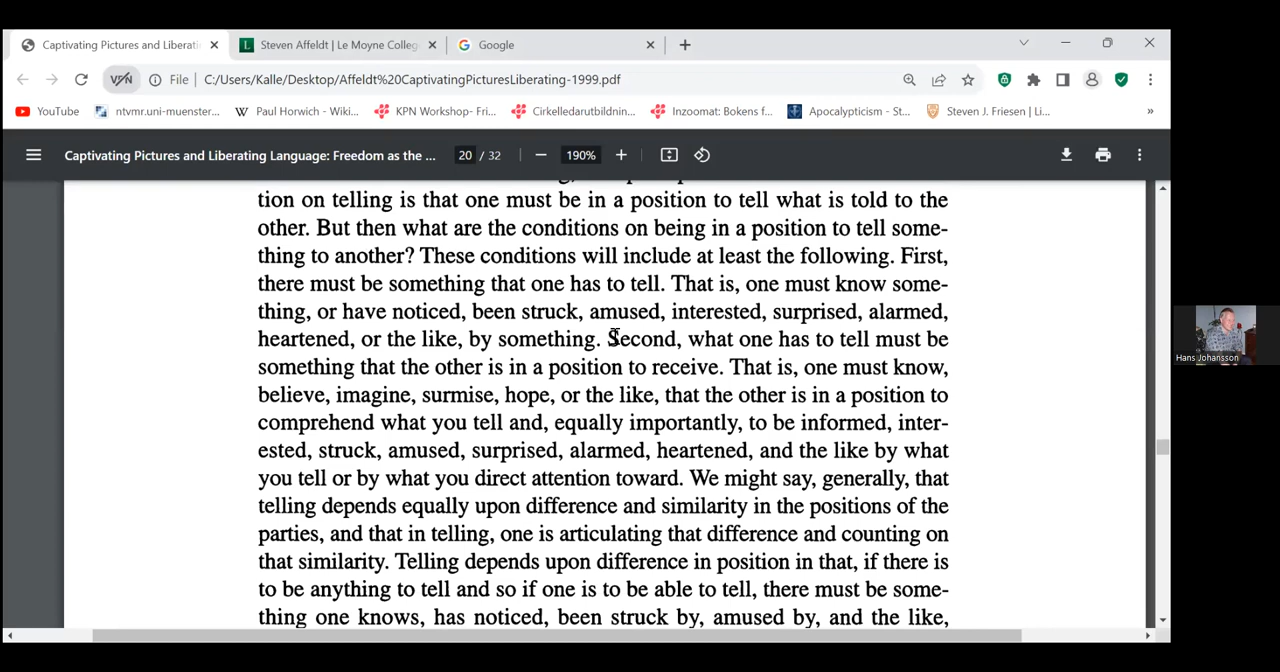 Captivating Pictures and Liberati
Steven Affeldt | Le Moyne Colleg
Google
VPN
File
C:/Users/Kalle/Desktop/Affeldt%20CaptivatingPicturesLiberating-1999.pdf
YouTube
ntvmr.uni-muenster...
Paul Horwich - Wiki...
KPN Workshop- Fri...
Cirkelledarutbildnin...
Inzoomat: Bokens f...
Apocalypticism - St...
Steven J. Friesen | Li...
»
Captivating Pictures and Liberating Language: Freedom as the ...
20 / 32
190%
tion on telling is that one must be in a position to tell what is told to the
other. But then what are the conditions on being in a position to tell some-
thing to another? These conditions will include at least the following. First,
there must be something that one has to tell. That is, one must know some-
thing, or have noticed, been struck, amused, interested, surprised, alarmed,
heartened, or the like, by something. Second, what one has to tell must be
something that the other is in a position to receive. That is, one must know,
believe, imagine, surmise, hope, or the like, that the other is in a position to
comprehend what you tell and, equally importantly, to be informed, inter-
ested, struck, amused, surprised, alarmed, heartened, and the like by what
you tell or by what you direct attention toward. We might say, generally, that
telling depends equally upon difference and similarity in the positions of the
parties, and that in telling, one is articulating that difference and counting on
that similarity. Telling depends upon difference in position in that, if there is
to be anything to tell and so if one is to be able to tell, there must be some-
thing one knows, has noticed, been struck by, amused by, and the like,
Hans Johansson